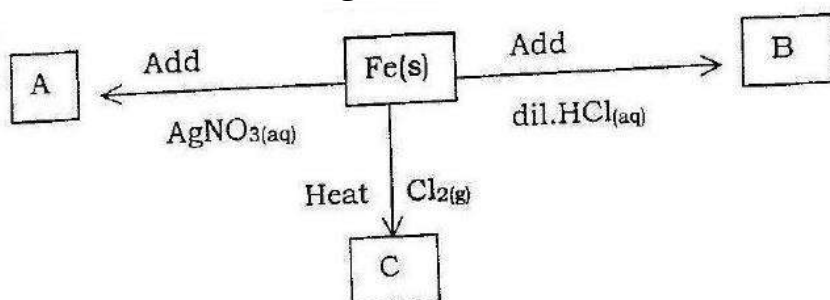 Add
Fe(s)
Add
B
A
AgNO3(aq)
dil.HCl(aq)
Heat
Cl2(g)
C